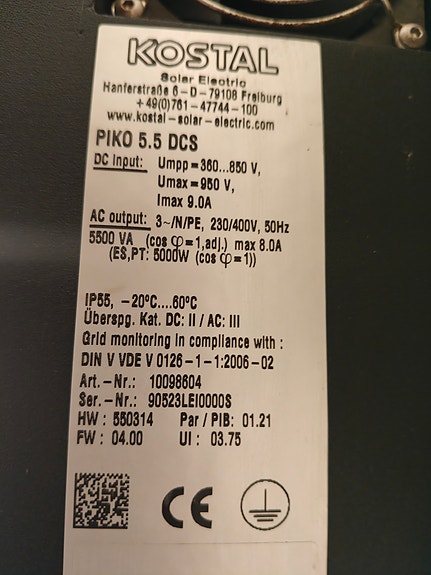 KOSTAL
Solar Electric
Hanferstraße 6-D-79108 Freiburg
+49(0)761-47744-100
www.kostal-solar-electric.com
PIKO 5.5 DCS
DC Input: Umpp=360...850 V,
Umax=950 V,
Imax 9.0A
AC output: 3~/N/PE, 230/400V, 50Hz
5500 VA (cos φ=1,adj.) max 8.0A
(ES,PT: 5000W (cos φ=1))
IP55, -20°C....60°C
Überspg. Kat. DC: II / AC: III
Grid monitoring in compliance with :
DIN V VDE V 0126-1-1:2006-02
Art.-Nr.: 10098604
Ser.-Nr.: 90523LEI0000S
HW : 550314 Par / PIB: 01.21
FW : 04.00 UI : 03.75
CE